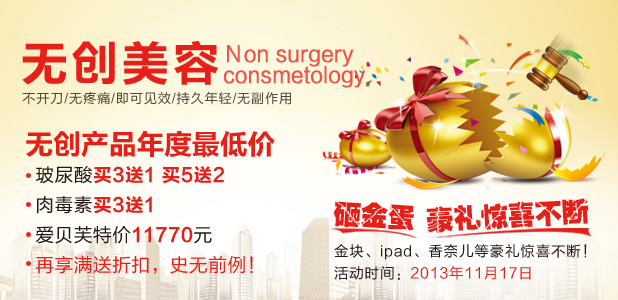 无创美容
Non surgery
consmetology
不开刀/无疼痛/即可见效/持久年轻/无副作用
无创产品年度最低价
• 玻尿酸买3送1 买5送2
• 肉毒素买3送1
• 爱贝芙特价11770元
• 再享满送折扣，史无前例！
砸金蛋 豪礼惊喜不断
金块、ipad、香奈儿等豪礼惊喜不断！
活动时间：2013年11月17日